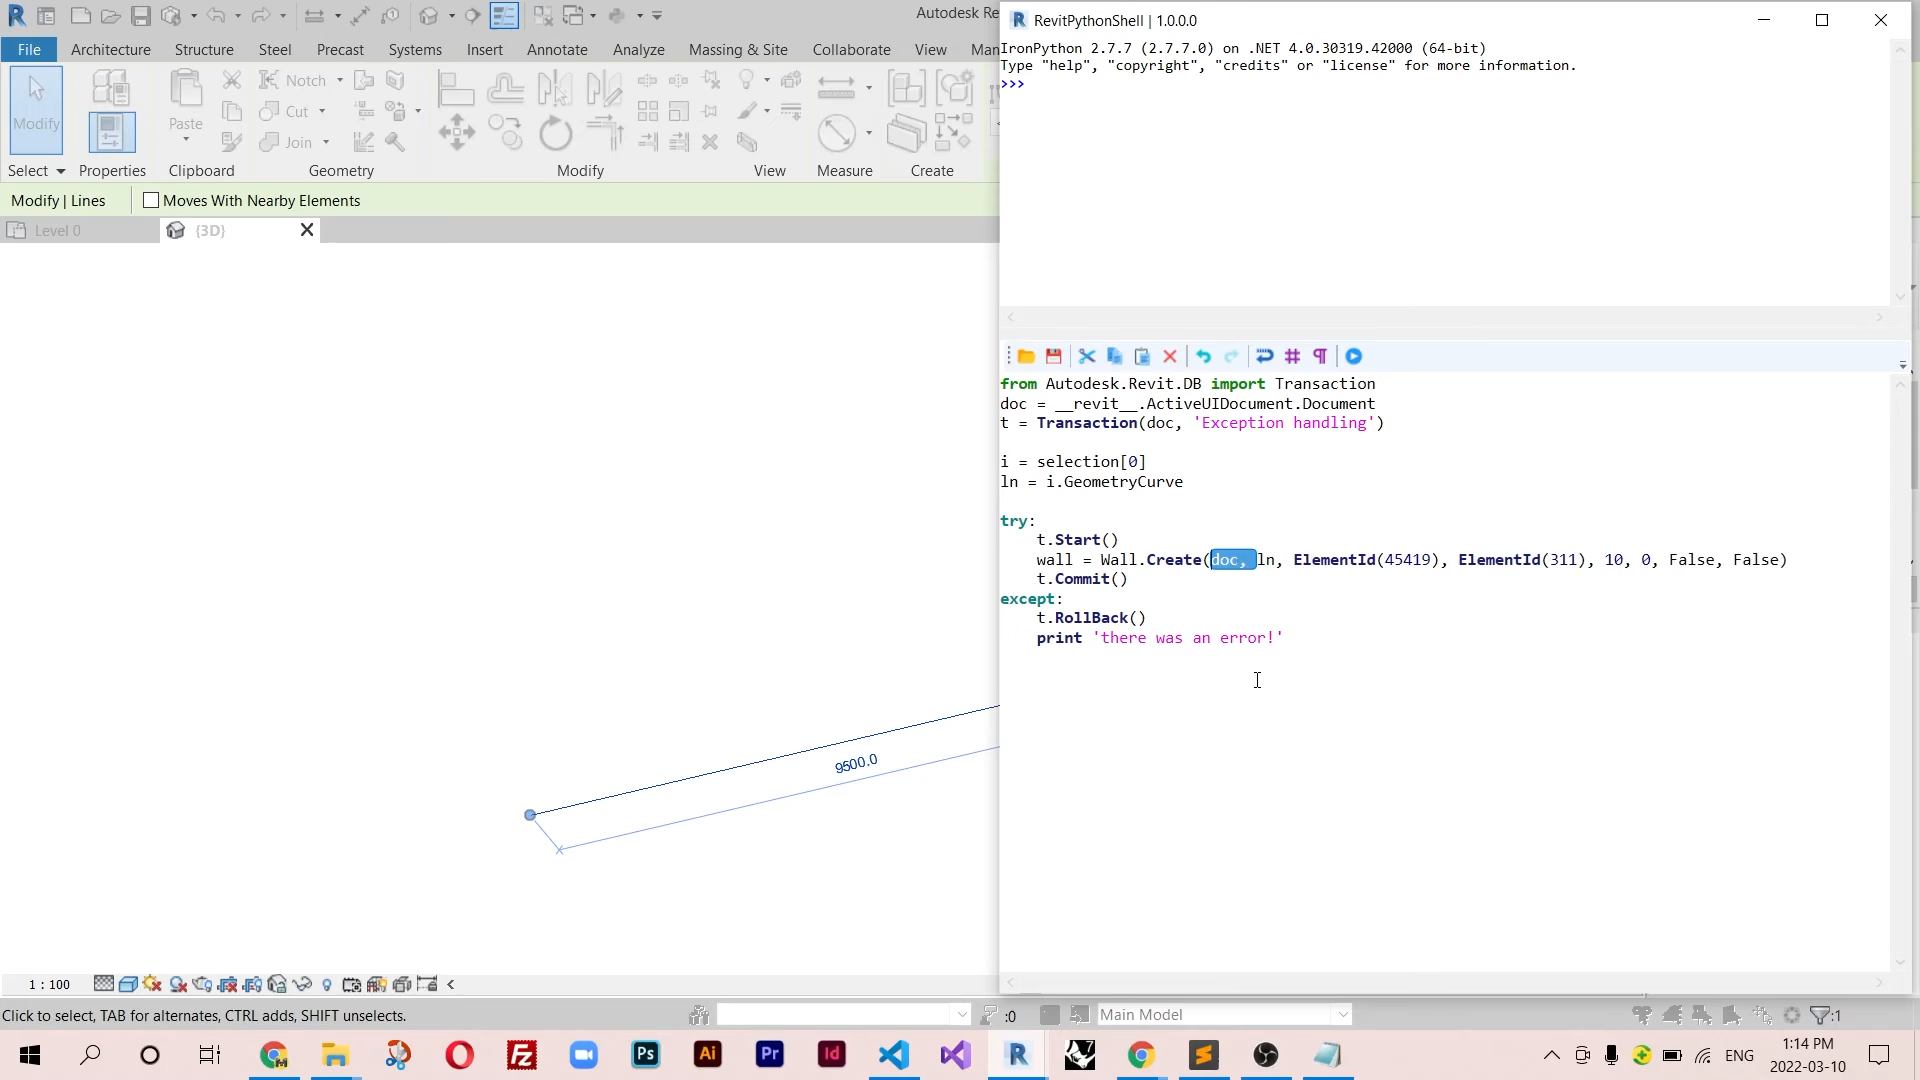 Autodesk Re
RevitPythonShell | 1.0.0.0
File
Architecture
Structure
Steel
Precast
Systems
Insert
Annotate
Analyze
Massing & Site
Collaborate
View
Man
IronPython 2.7.7 (2.7.7.0) on .NET 4.0.30319.42000 (64-bit)
Type "help", "copyright", "credits" or "license" for more information.
>>>
Modify
Paste
Notch
Cut
Join
Select
Properties
Clipboard
Geometry
Modify
View
Measure
Create
Modify | Lines
Moves With Nearby Elements
Level 0
{3D}
from Autodesk.Revit.DB import Transaction
doc = __revit__.ActiveUIDocument.Document
t = Transaction(doc, 'Exception handling')
i = selection[0]
ln = i.GeometryCurve
try:
t.Start()
wall = Wall.Create(doc, ln, ElementId(45419), ElementId(311), 10, 0, False, False)
t.Commit()
except:
t.RollBack()
print 'there was an error!'
9500.0
1 : 100
Click to select, TAB for alternates, CTRL adds, SHIFT unselects.
:0
Main Model
:1
ENG
1:14 PM
2022-03-10